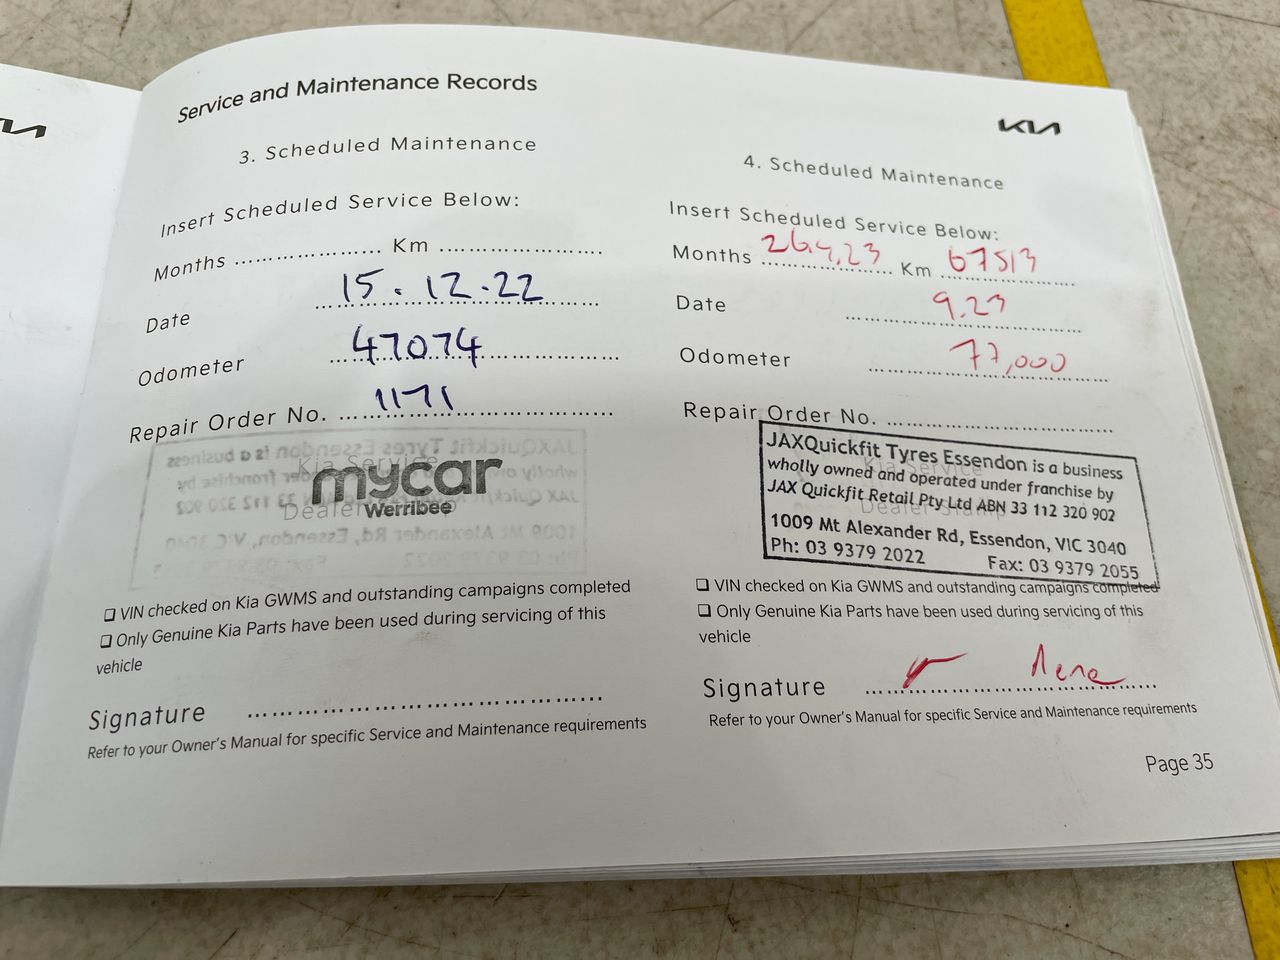 Service and Maintenance Records
KIA
3. Scheduled Maintenance
Insert Scheduled Service Below:
Months .................... Km ......................
Date 15.12.22
Odometer 47074
Repair Order No. 1171
Kia Service
mycar
Dealer
Werribee
❑ VIN checked on Kia GWMS and outstanding campaigns completed
❑ Only Genuine Kia Parts have been used during servicing of this
vehicle
Signature ................................................
Refer to your Owner's Manual for specific Service and Maintenance requirements
4. Scheduled Maintenance
Insert Scheduled Service Below:
Months 26.4.23 Km 67513
Date 9.23
Odometer 77,000
Repair Order No. ................................
JAXQuickfit Tyres Essendon is a business
wholly owned and operated under franchise by
JAX Quickfit Retail Pty Ltd ABN 33 112 320 902
1009 Mt Alexander Rd, Essendon, VIC 3040
Ph: 03 9379 2022 Fax: 03 9379 2055
Kia Service
Dealer Stamp
❑ VIN checked on Kia GWMS and outstanding campaigns completed
❑ Only Genuine Kia Parts have been used during servicing of this
vehicle
Signature
Refer to your Owner's Manual for specific Service and Maintenance requirements
Page 35